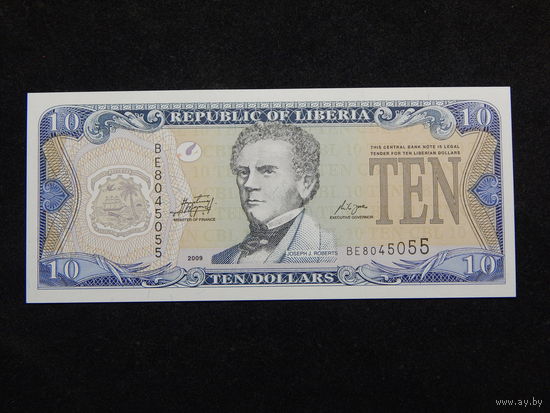 10
REPUBLIC OF LIBERIA
10
BE8045055
THIS CENTRAL BANK NOTE IS LEGAL
TENDER FOR TEN LIBERIAN DOLLARS
TEN
MINISTER OF FINANCE
EXECUTIVE GOVERNOR
BE8045055
2009
JOSEPH J. ROBERTS
10
TEN DOLLARS
10
www.ay.by